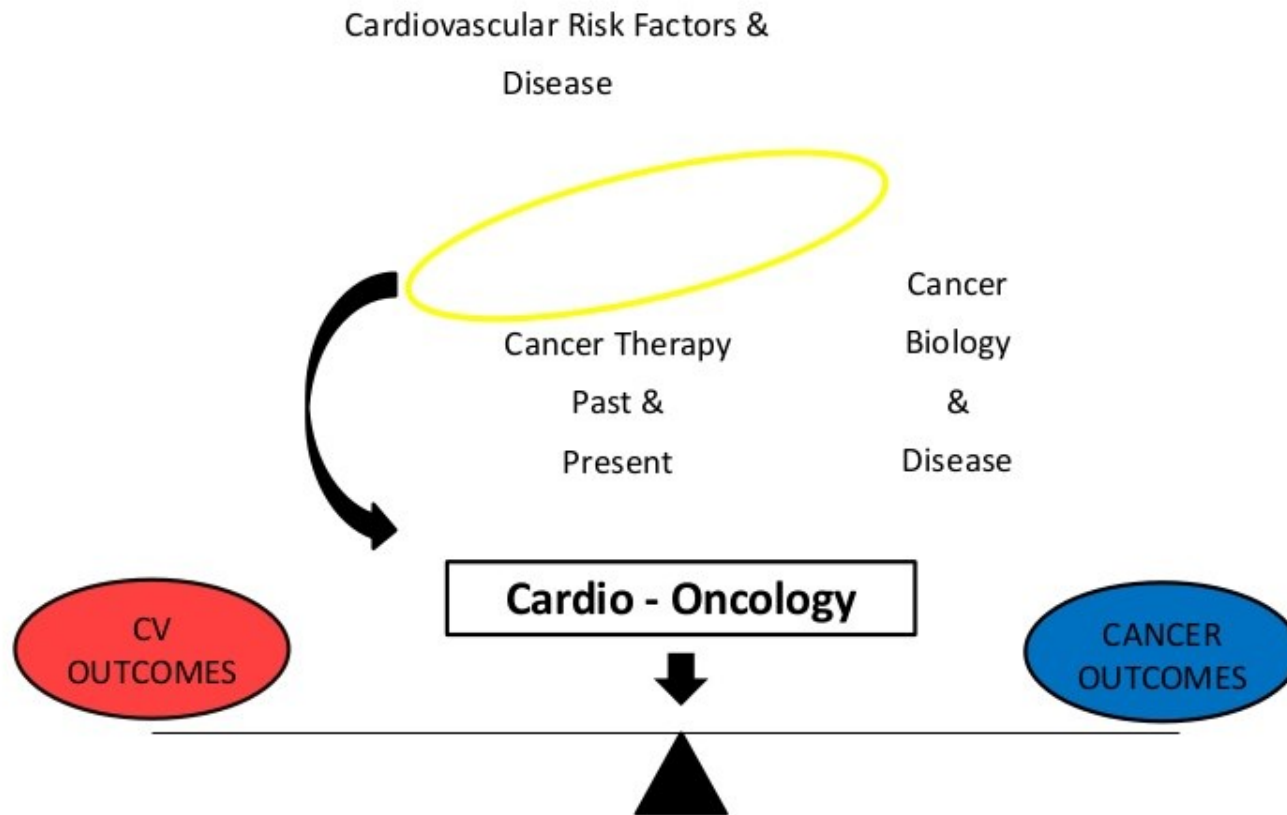 Cardiovascular Risk Factors &
Disease
Cancer Therapy
Past &
Present
Cancer
Biology
&
Disease
Cardio - Oncology
CV
OUTCOMES
CANCER
OUTCOMES